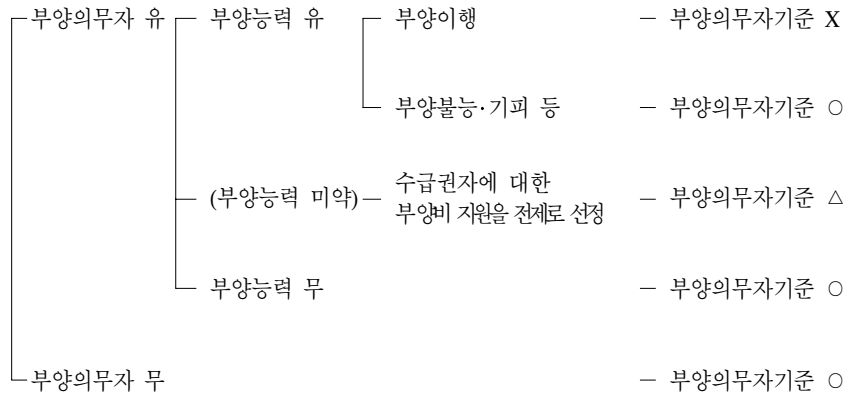 부양의무자 유 부양능력 유 부양이행 - 부양의무자기준 X
부양불능·기피 등 - 부양의무자기준 ○
(부양능력 미약) - 수급권자에 대한
부양비 지원을 전제로 선정 - 부양의무자기준 △
부양능력 무 - 부양의무자기준 ○
부양의무자 무 - 부양의무자기준 ○